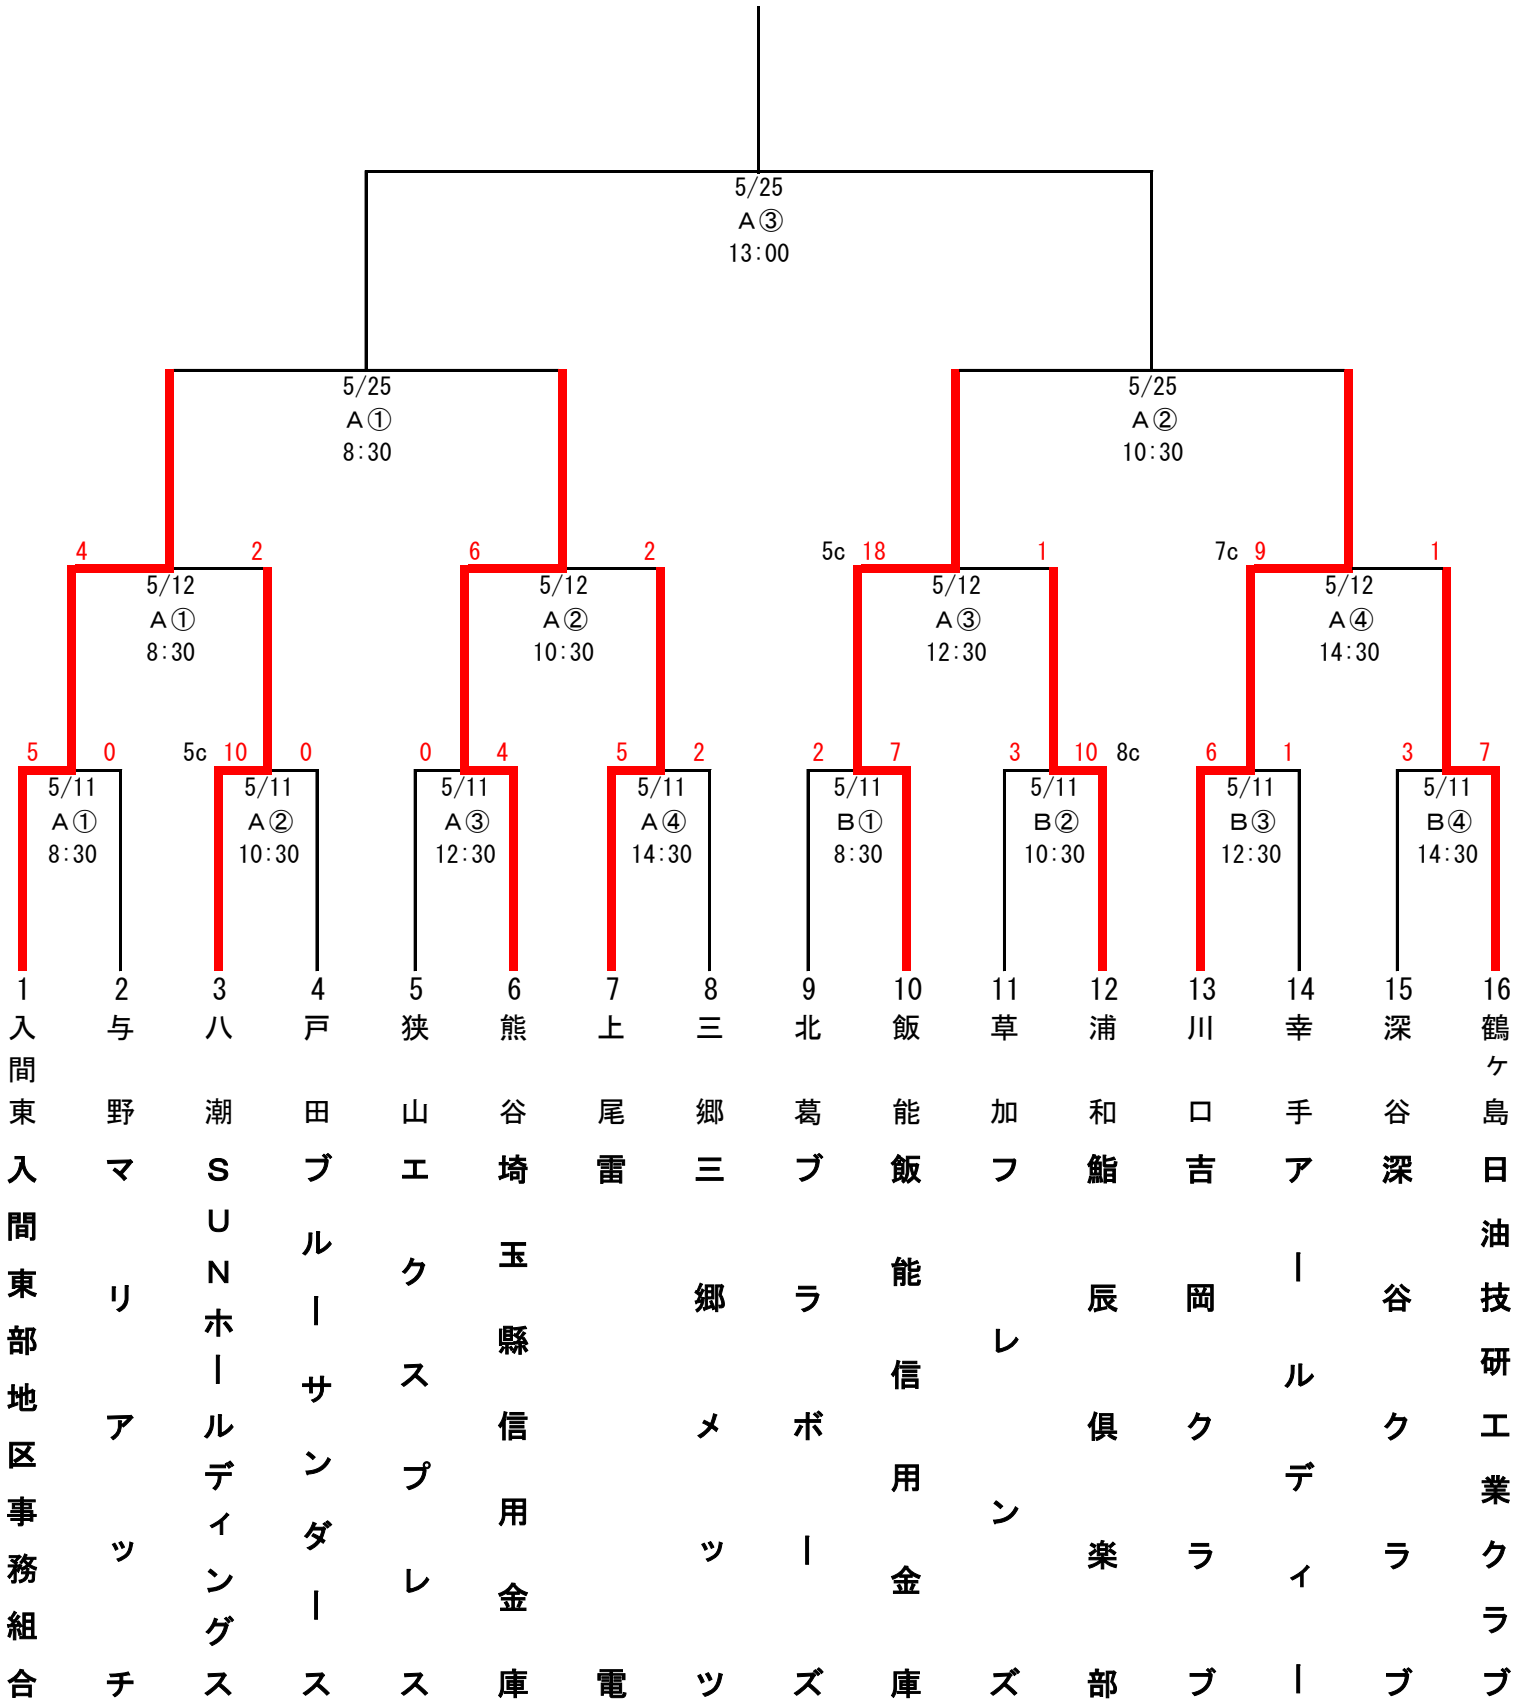 5/25
Ａ③
13:00
5/25
Ａ①
8:30
5/25
Ａ②
10:30
4 2
5/12
Ａ①
8:30
6 2
5/12
Ａ②
10:30
5c 18 1
5/12
Ａ③
12:30
7c 9 1
5/12
Ａ④
14:30
5 0
5/11
Ａ①
8:30
5c 10 0
5/11
Ａ②
10:30
0 4
5/11
Ａ③
12:30
5 2
5/11
Ａ④
14:30
2 7
5/11
Ｂ①
8:30
3 10 8c
5/11
Ｂ②
10:30
6 1
5/11
Ｂ③
12:30
3 7
5/11
Ｂ④
14:30
1
入間東
入間東部地区事務組合
2
与野
マリアッチ
3
八潮
ＳＵＮホールディングス
4
戸田
ブルーサンダース
5
狭山
エクスプレス
6
熊谷
埼玉縣信用金庫
7
上尾
雷電
8
三郷
三郷メッツ
9
北葛
ブラボーズ
10
飯能
飯能信用金庫
11
草加
フレンズ
12
浦和
鮨辰倶楽部
13
川口
吉岡クラブ
14
幸手
アールディー
15
深谷
深谷クラブ
16
鶴ヶ島
日油技研工業クラブ